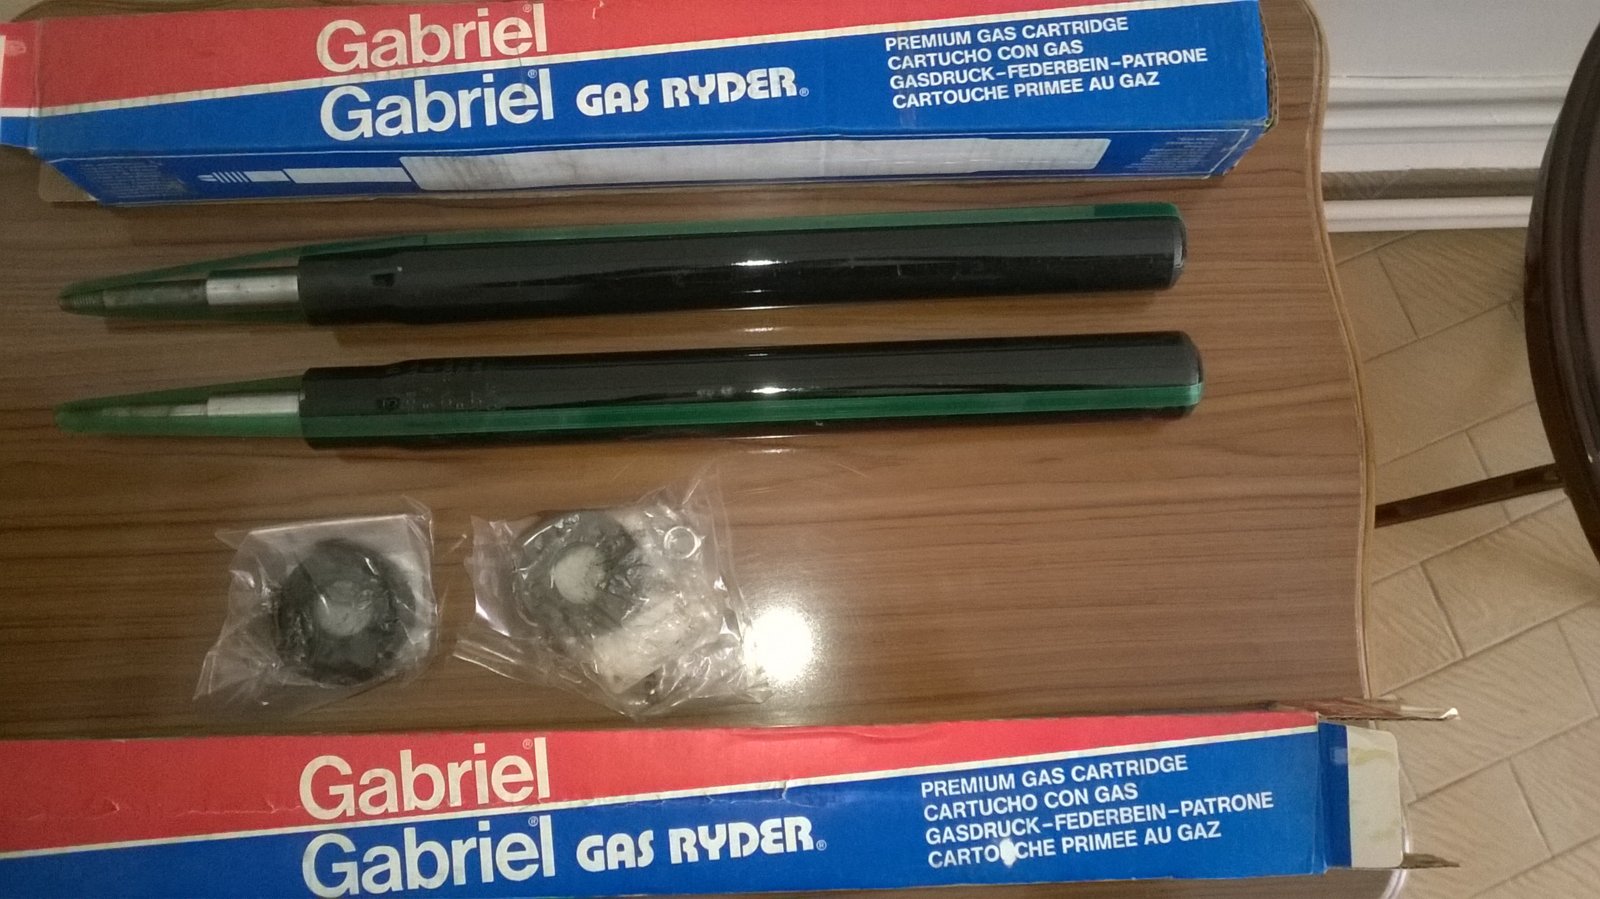 Gabriel®
Gabriel® GAS RYDER®
PREMIUM GAS CARTRIDGE
CARTUCHO CON GAS
GASDRUCK-FEDERBEIN-PATRONE
CARTOUCHE PRIMEE AU GAZ
Gabriel®
Gabriel® GAS RYDER®
PREMIUM GAS CARTRIDGE
CARTUCHO CON GAS
GASDRUCK-FEDERBEIN-PATRONE
CARTOUCHE PRIMEE AU GAZ